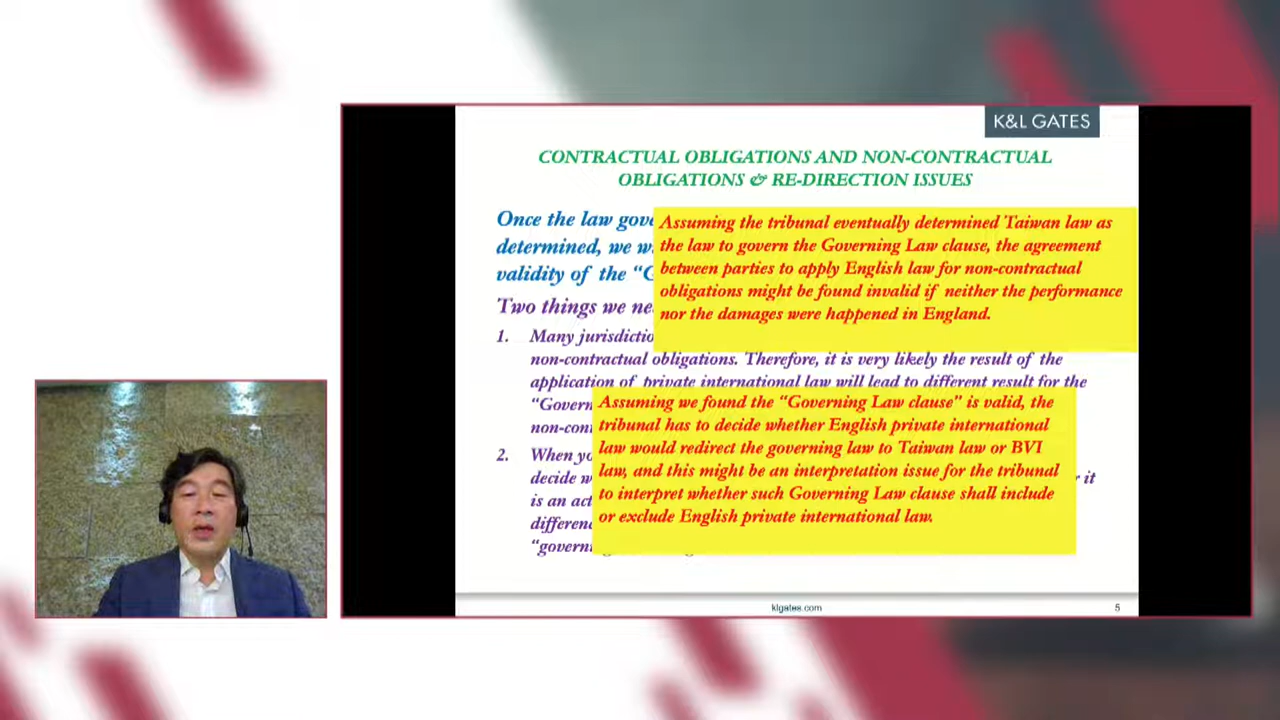 K&L GATES
CONTRACTUAL OBLIGATIONS AND NON-CONTRACTUAL
OBLIGATIONS & RE-DIRECTION ISSUES
Once the law gove
determined, we w
validity of the "G
Assuming the tribunal eventually determined Taiwan law as
the law to govern the Governing Law clause, the agreement
between parties to apply English law for non-contractual
obligations might be found invalid if neither the performance
nor the damages were happened in England.
Two things we ne
1. Many jurisdictio
non-contractual obligations. Therefore, it is very likely the result of the
application of private international law will lead to different result for the
"Govern
non-con
2. When yo
decide w
r it
is an act
differenc
"govern
Assuming we found the "Governing Law clause" is valid, the
tribunal has to decide whether English private international
law would redirect the governing law to Taiwan law or BVI
law, and this might be an interpretation issue for the tribunal
to interpret whether such Governing Law clause shall include
or exclude English private international law.
klgates.com
5